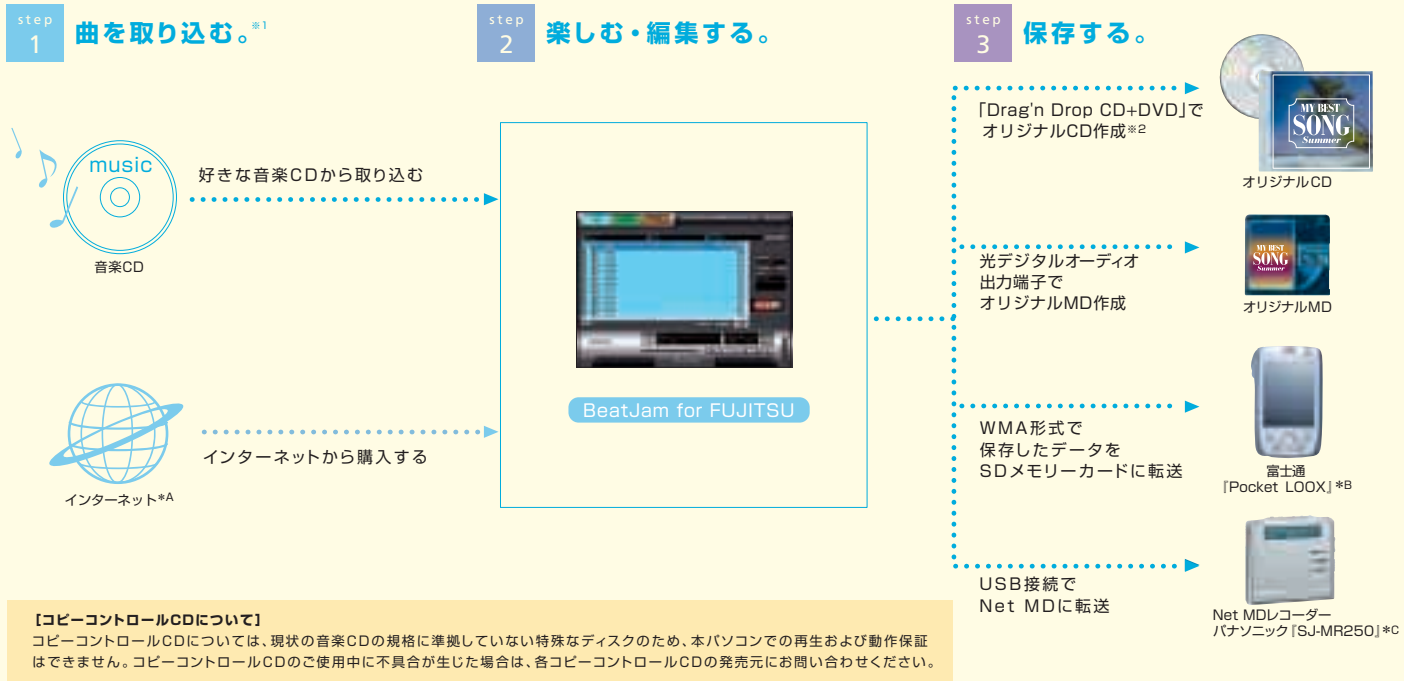 step
1
曲を取り込む。※1
step
2
楽しむ・編集する。
step
3
保存する。
music
音楽CD
好きな音楽CDから取り込む
インターネット*A
インターネットから購入する
BeatJam for FUJITSU
「Drag'n Drop CD+DVD」で
オリジナルCD作成※2
MY BEST
SONG
Summer
オリジナルCD
光デジタルオーディオ
出力端子で
オリジナルMD作成
MY BEST
SONG
Summer
オリジナルMD
WMA形式で
保存したデータを
SDメモリーカードに転送
富士通
『Pocket LOOX』*B
USB接続で
Net MDに転送
Net MDレコーダー
パナソニック『SJ-MR250』*C
【コピーコントロールCDについて】
コピーコントロールCDについては、現状の音楽CDの規格に準拠していない特殊なディスクのため、本パソコンでの再生および動作保証
はできません。コピーコントロールCDのご使用中に不具合が生じた場合は、各コピーコントロールCDの発売元にお問い合わせください。